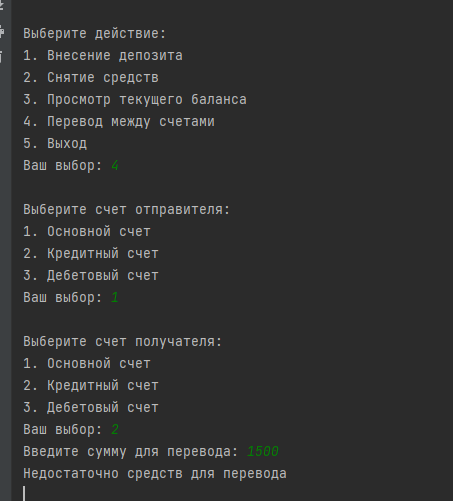 Выберите действие:
1. Внесение депозита
2. Снятие средств
3. Просмотр текущего баланса
4. Перевод между счетами
5. Выход
Ваш выбор: 4
Выберите счет отправителя:
1. Основной счет
2. Кредитный счет
3. Дебетовый счет
Ваш выбор: 1
Выберите счет получателя:
1. Основной счет
2. Кредитный счет
3. Дебетовый счет
Ваш выбор: 2
Введите сумму для перевода: 1500
Недостаточно средств для перевода